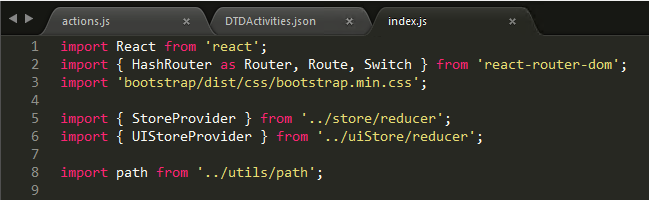 actions.js × DTDActivities.json × index.js ×
1 import React from 'react';
2 import { HashRouter as Router, Route, Switch } from 'react-router-dom';
3 import 'bootstrap/dist/css/bootstrap.min.css';
4
5 import { StoreProvider } from '../store/reducer';
6 import { UIStoreProvider } from '../uiStore/reducer';
7
8 import path from '../utils/path';
9